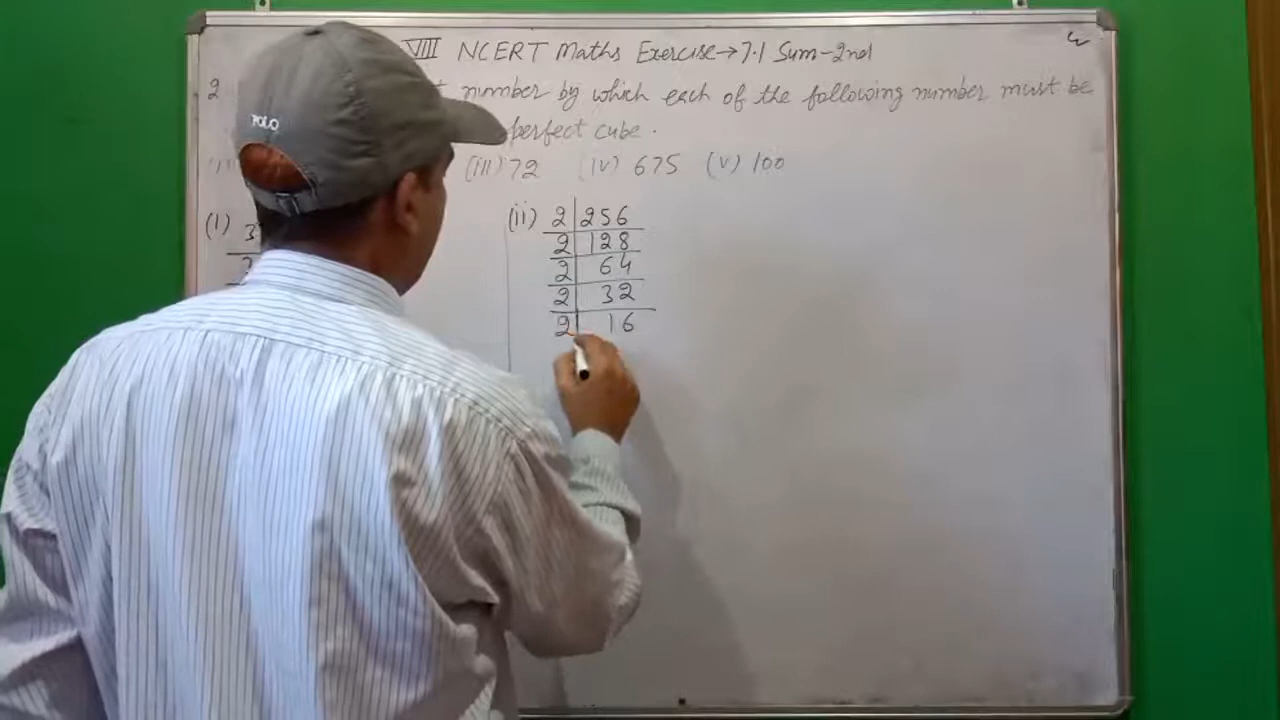 VIII NCERT Maths Exercise→7.1 Sum-2nd
2 number by which each of the following number must be
perfect cube.
(iii) 72 (iv) 675 (v) 100
(i) 3
(ii) 2 256
2 128
2 64
2 32
2 16
POLO